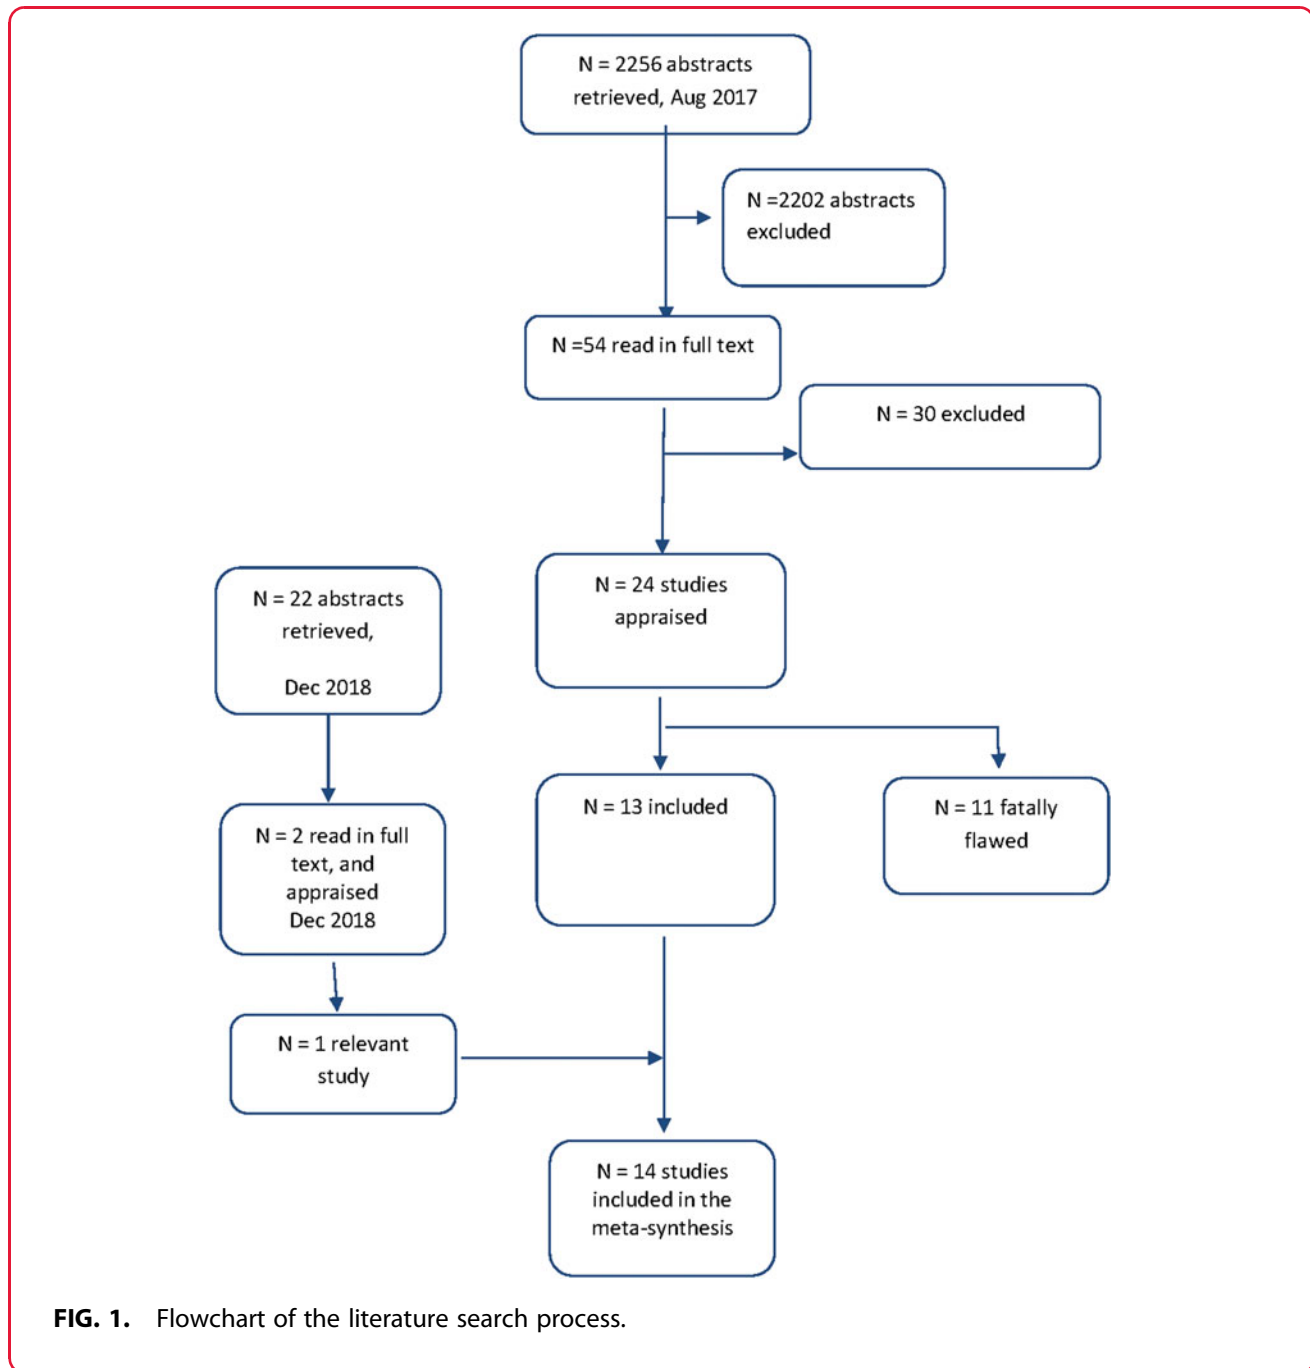 N = 2256 abstracts
retrieved, Aug 2017
N =2202 abstracts
excluded
N =54 read in full text
N = 30 excluded
N = 24 studies
appraised
N = 22 abstracts
retrieved,
Dec 2018
N = 13 included
N = 11 fatally
flawed
N = 2 read in full
text, and
appraised
Dec 2018
N = 1 relevant
study
N = 14 studies
included in the
meta-synthesis
FIG. 1. Flowchart of the literature search process.